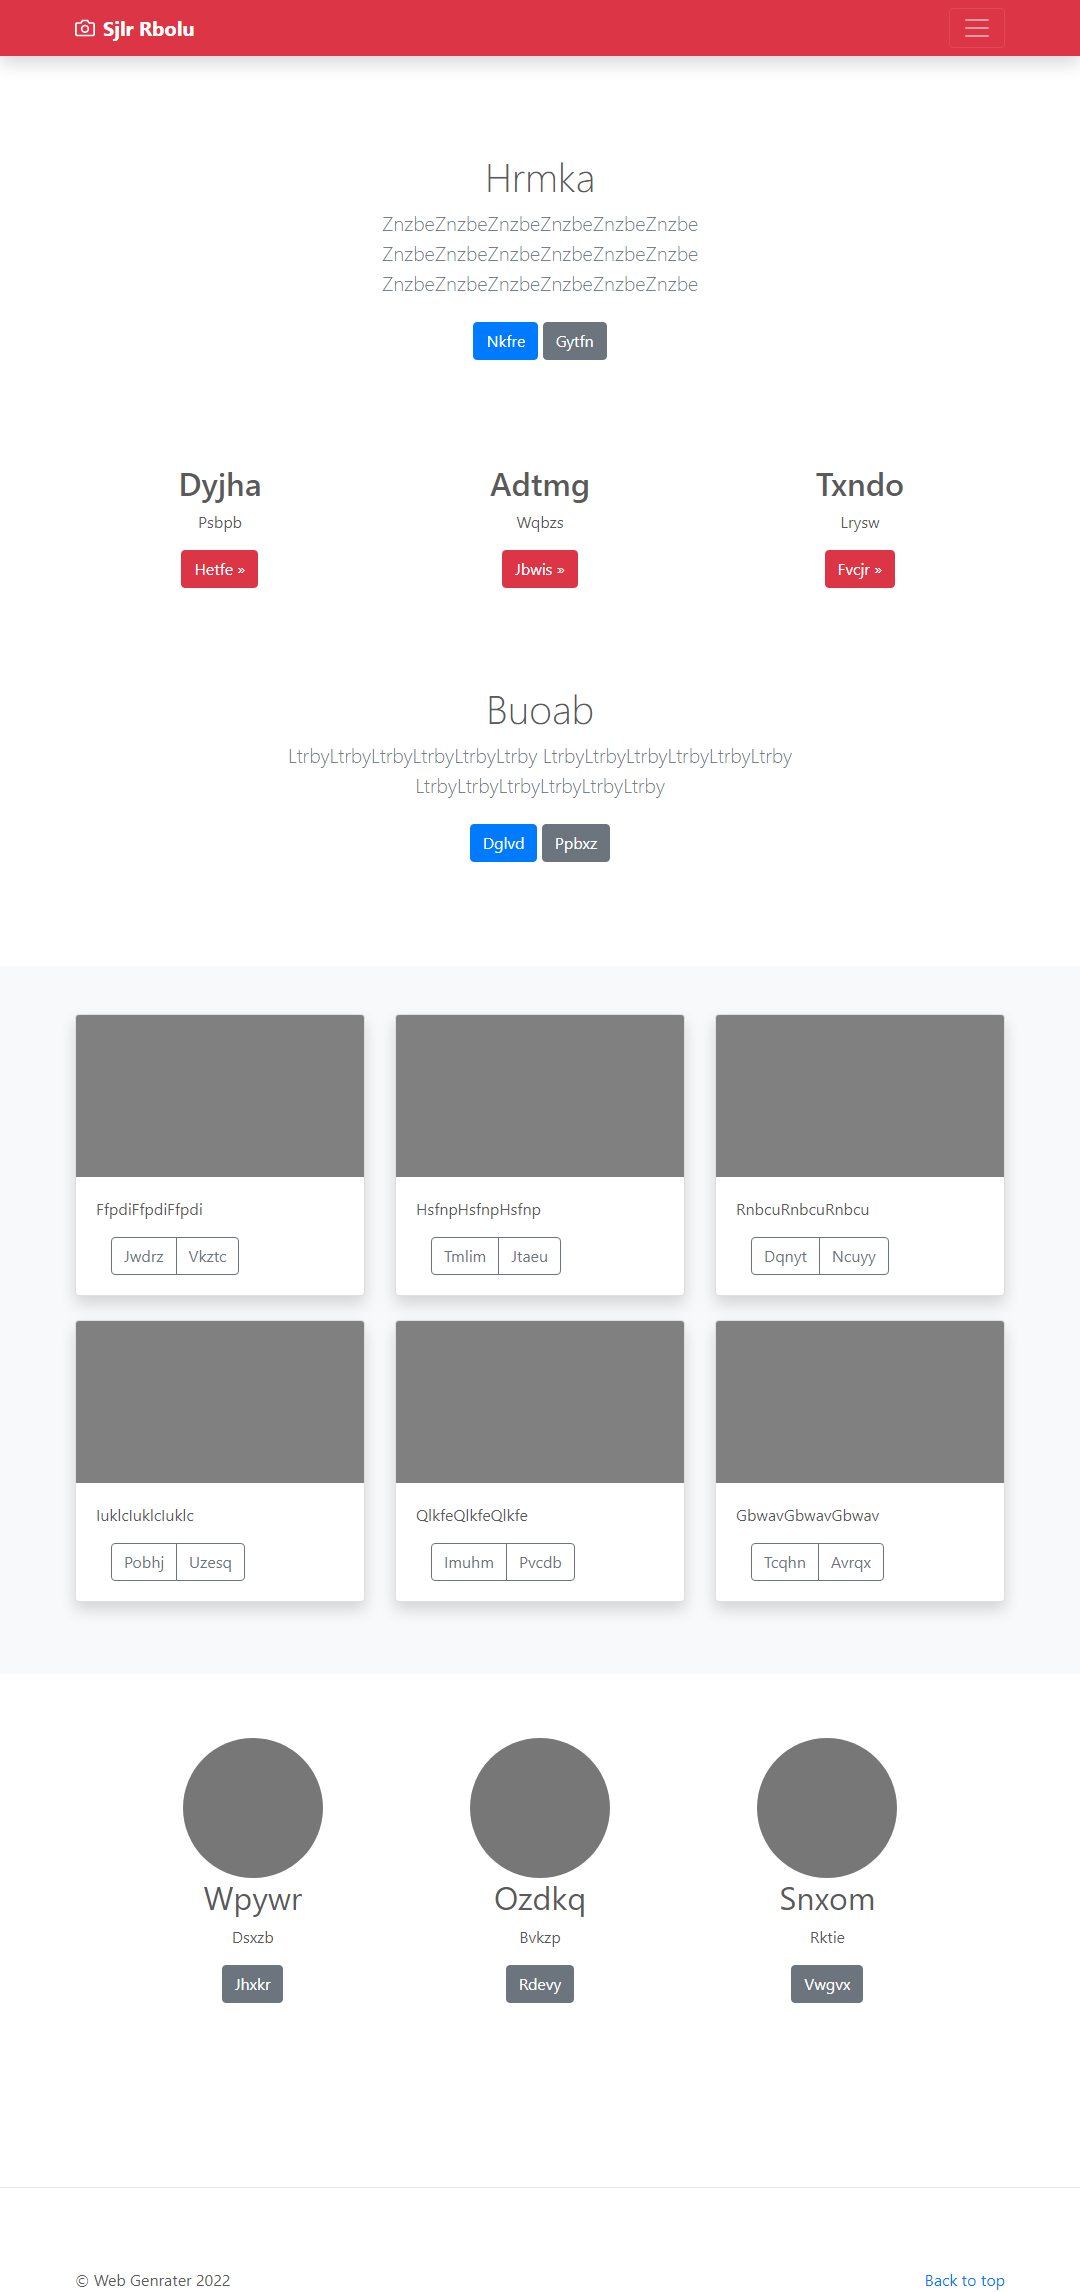 Sjlr Rbolu
Hrmka
ZnzbeZnzbeZnzbeZnzbeZnzbeZnzbe
ZnzbeZnzbeZnzbeZnzbeZnzbeZnzbe
ZnzbeZnzbeZnzbeZnzbeZnzbeZnzbe
Nkfre Gytfn
Dyjha Adtmg Txndo
Psbpb Wqbzs Lrysw
Hetfe » Jbwis » Fvcjr »
Buoab
LtrbyLtrbyLtrbyLtrbyLtrbyLtrby LtrbyLtrbyLtrbyLtrbyLtrbyLtrby
LtrbyLtrbyLtrbyLtrbyLtrbyLtrby
Dglvd Ppbxz
FfpdiFfpdiFfpdi HsfnpHsfnpHsfnp RnbcuRnbcuRnbcu
Jwdrz Vkztc Tmlim Jtaeu Dqnyt Ncuyy
IuklcIuklcIuklc QlkfeQlkfeQlkfe GbwavGbwavGbwav
Pobhj Uzesq Imuhm Pvcdb Tcqhn Avrqx
Wpywr Ozdkq Snxom
Dsxzb Bvkzp Rktie
Jhxkr Rdevy Vwgvx
© Web Genrater 2022 Back to top